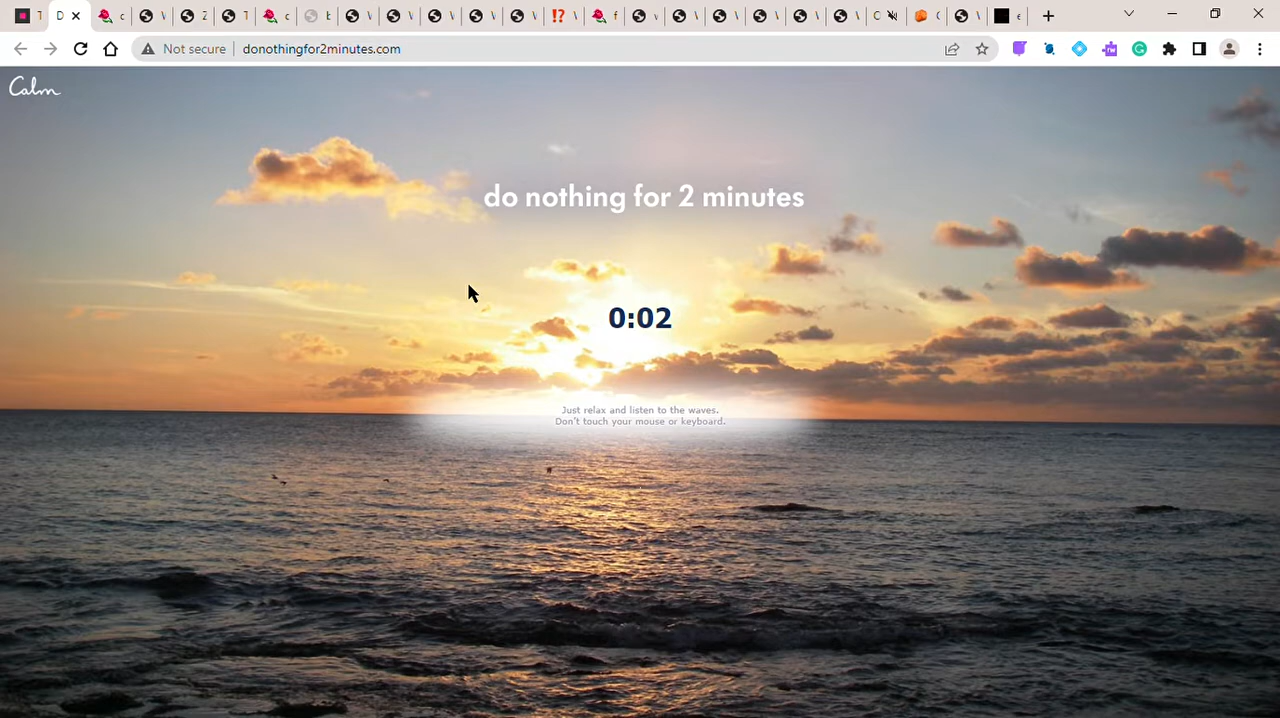 Not secure
donothingfor2minutes.com
Calm
do nothing for 2 minutes
0:02
Just relax and listen to the waves.
Don't touch your mouse or keyboard.